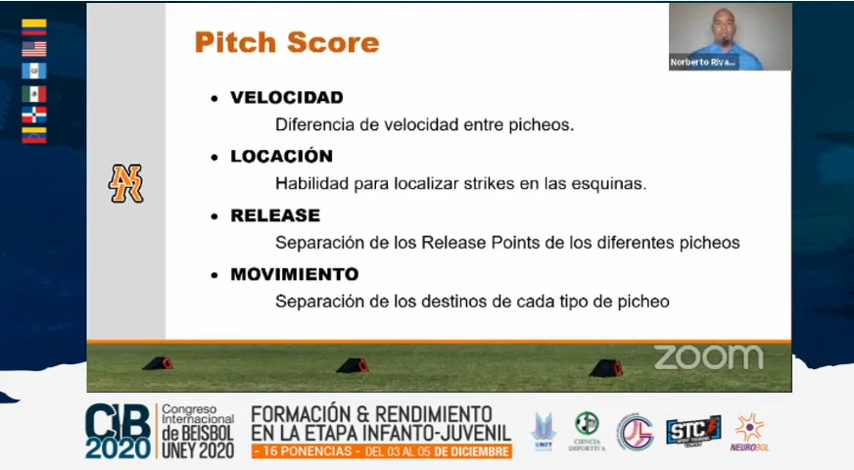 Pitch Score
Norberto Riva...
• VELOCIDAD
Diferencia de velocidad entre picheos.
• LOCACIÓN
Habilidad para localizar strikes en las esquinas.
• RELEASE
Separación de los Release Points de los diferentes picheos
• MOVIMIENTO
Separación de los destinos de cada tipo de picheo
NR
zoom
CIB
2020
Congreso
Internacional
de BEISBOL
UNEY 2020
FORMACIÓN & RENDIMIENTO
EN LA ETAPA INFANTO-JUVENIL
- 16 PONENCIAS - DEL 03 AL 05 DE DICIEMBRE
UNEY
CIENCIA
DEPORTIVA
STC
NEUROBOL